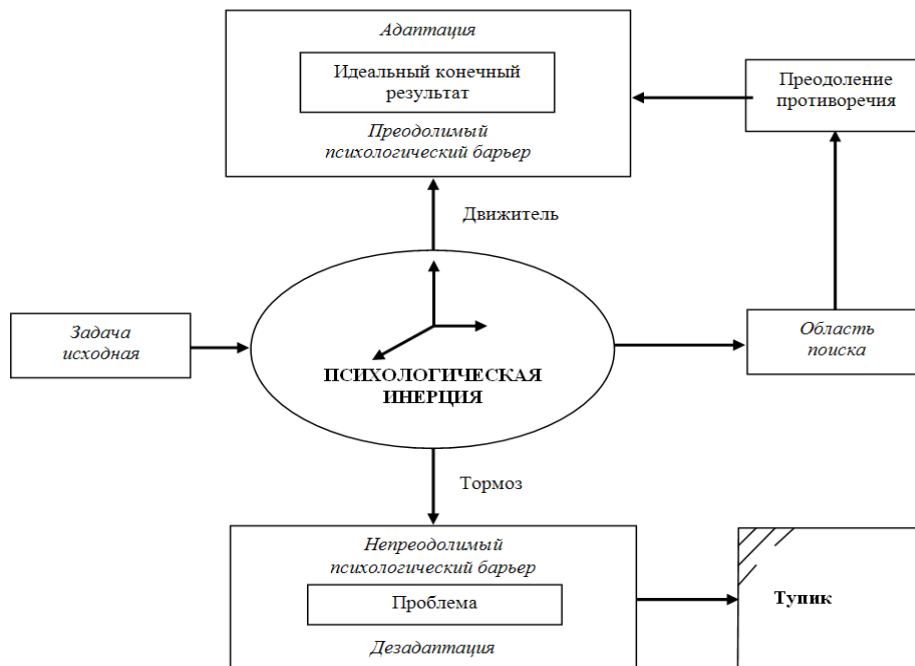 Адаптация
Идеальный конечный
результат
Преодолимый
психологический барьер
Преодоление
противоречия
Движитель
Задача
исходная
ПСИХОЛОГИЧЕСКАЯ
ИНЕРЦИЯ
Область
поиска
Тормоз
Непреодолимый
психологический барьер
Проблема
Дезадаптация
Тупик